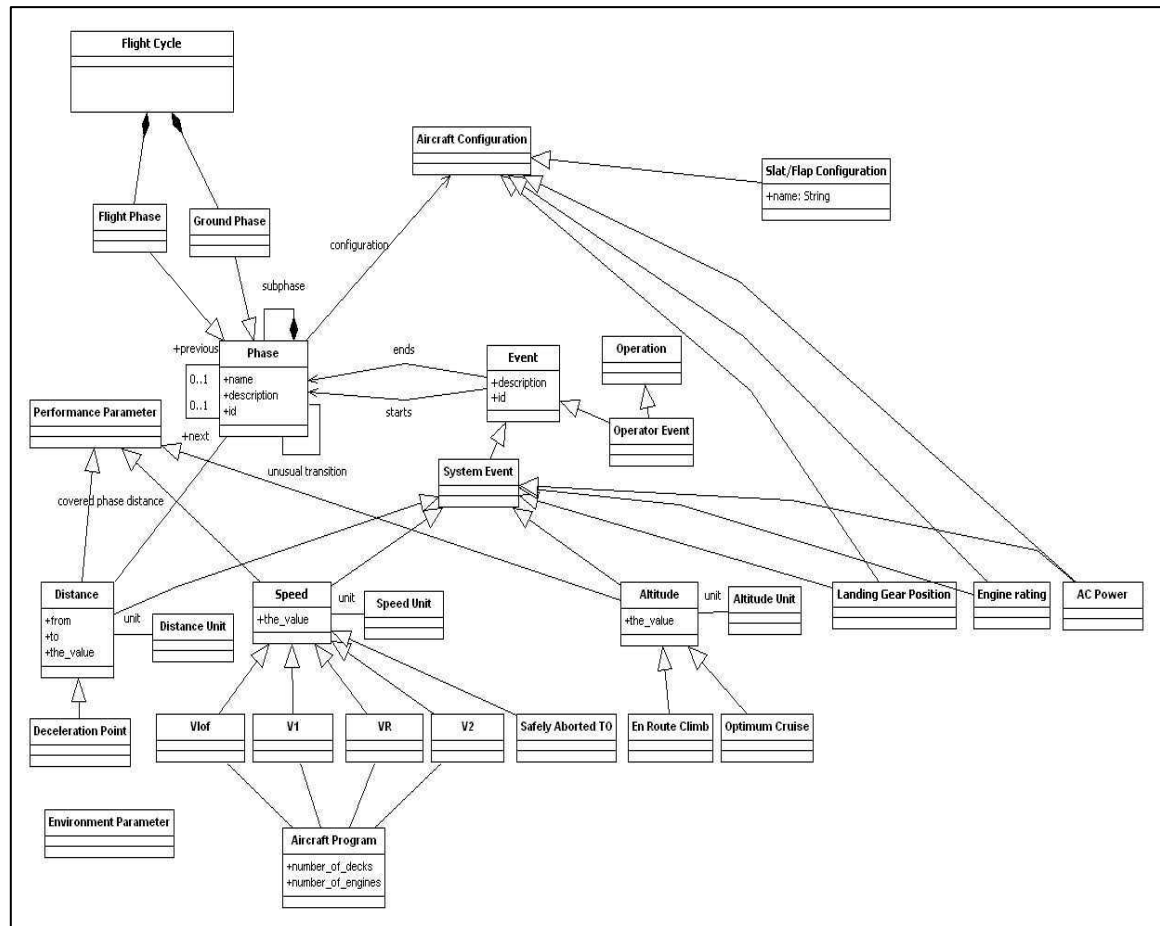 Flight Cycle
Aircraft Configuration
Slat/Flap Configuration
+name: String
Flight Phase
Ground Phase
configuration
subphase
+previous
Phase
ends
Event
Operation
0..1
+name
+description
+description
+id
0..1
+id
starts
Operator Event
Performance Parameter
+next
unusual transition
System Event
covered phase distance
Distance
+from
+to
+the_value
unit
Distance Unit
Speed
+the_value
unit
Speed Unit
Altitude
+the_value
unit
Altitude Unit
Landing Gear Position
Engine rating
AC Power
Deceleration Point
Vlof
V1
VR
V2
Safely Aborted TO
En Route Climb
Optimum Cruise
Environment Parameter
Aircraft Program
+number_of_decks
+number_of_engines